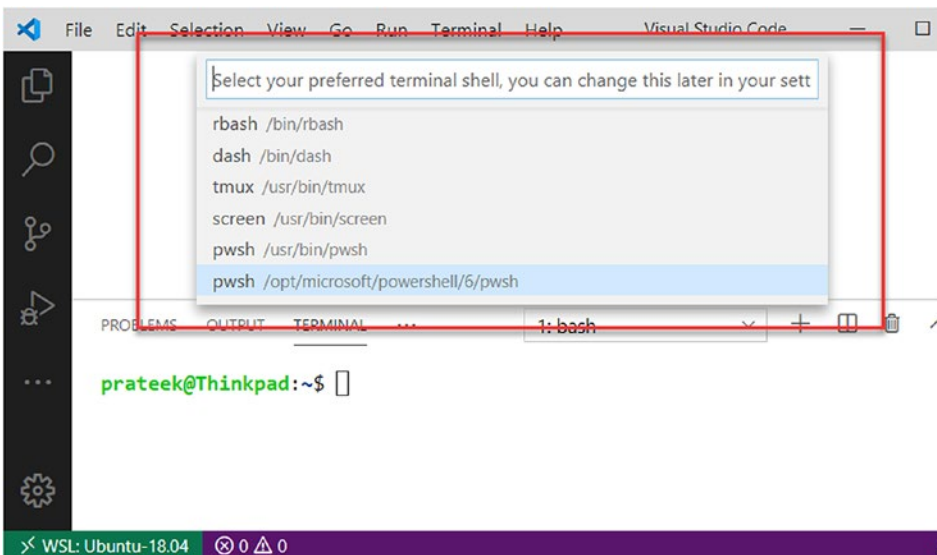 File Edit Selection View Go Run Terminal Help Visual Studio Code
Select your preferred terminal shell, you can change this later in your sett
rbash /bin/rbash
dash /bin/dash
tmux /usr/bin/tmux
screen /usr/bin/screen
pwsh /usr/bin/pwsh
pwsh /opt/microsoft/powershell/6/pwsh
PROBLEMS OUTPUT TERMINAL ... 1: bash
prateek@Thinkpad:~$
WSL: Ubuntu-18.04 0 0